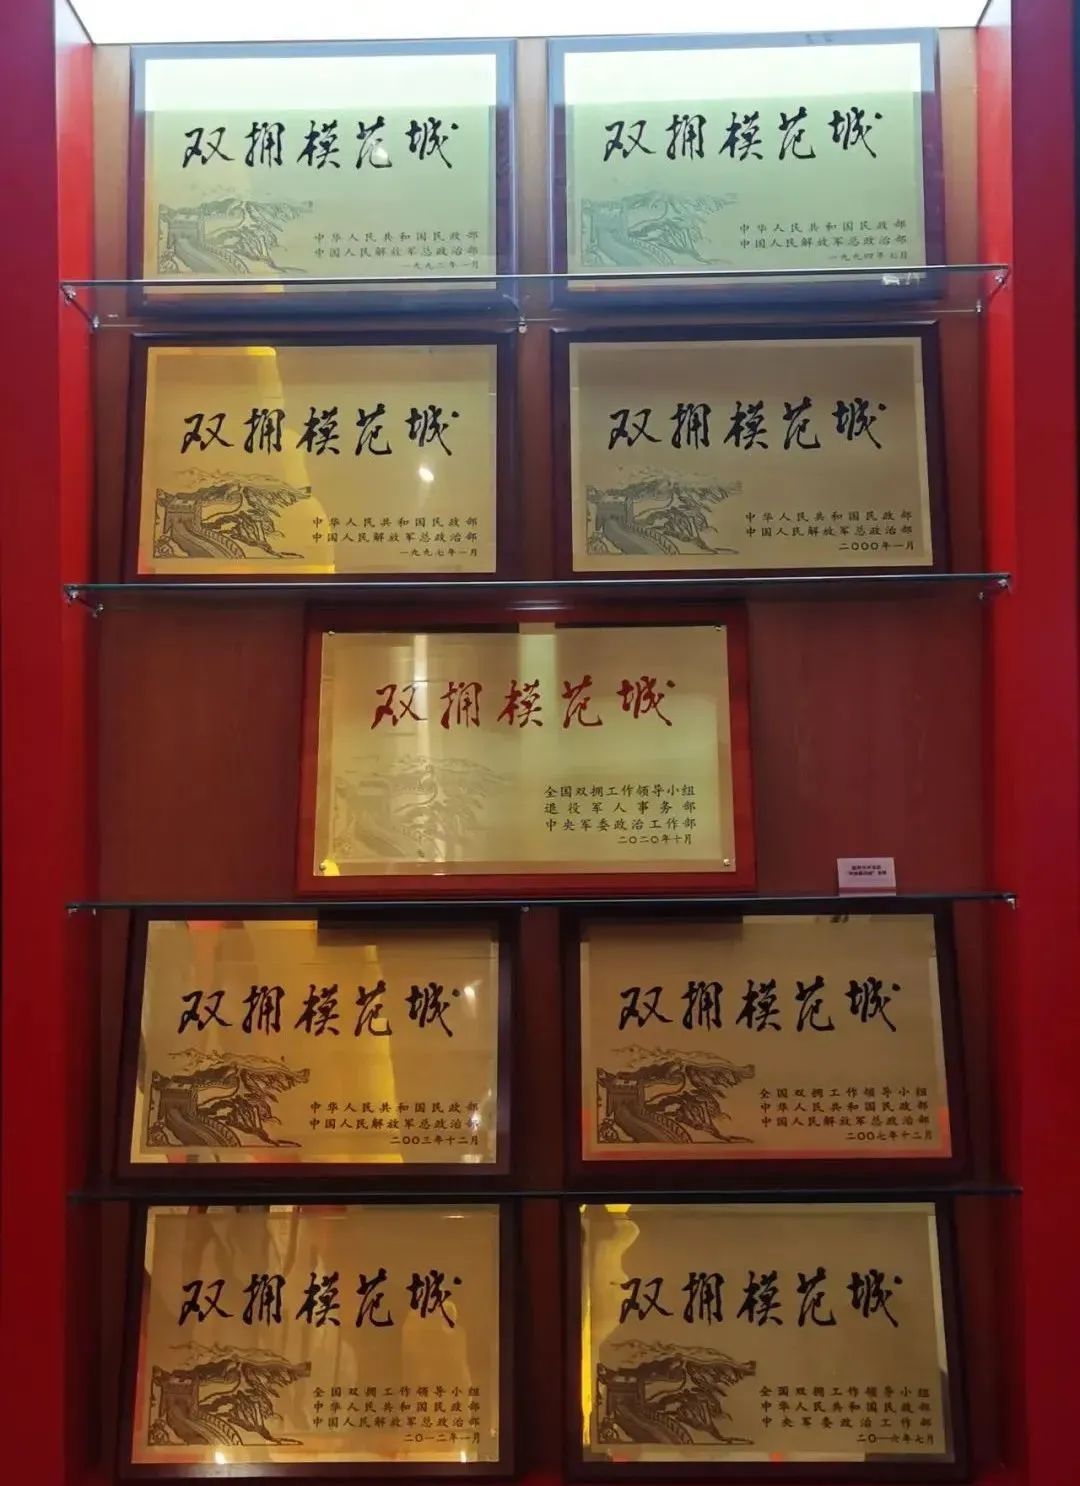 双拥模范城
中华人民共和国民政部
中国人民解放军总政治部
一九九二年一月
双拥模范城
中华人民共和国民政部
中国人民解放军总政治部
一九九四年七月
双拥模范城
中华人民共和国民政部
中国人民解放军总政治部
一九九七年一月
双拥模范城
中华人民共和国民政部
中国人民解放军总政治部
二〇〇〇年一月
双拥模范城
全国双拥工作领导小组
退役军人事务部
中央军委政治工作部
二〇二〇年十月
双拥模范城
中华人民共和国民政部
中国人民解放军总政治部
二〇〇三年十二月
双拥模范城
全国双拥工作领导小组
中华人民共和国民政部
中国人民解放军总政治部
二〇〇七年十二月
双拥模范城
全国双拥工作领导小组
中华人民共和国民政部
中国人民解放军总政治部
二〇一二年一月
双拥模范城
全国双拥工作领导小组
中华人民共和国民政部
中央军委政治工作部
二〇一六年七月